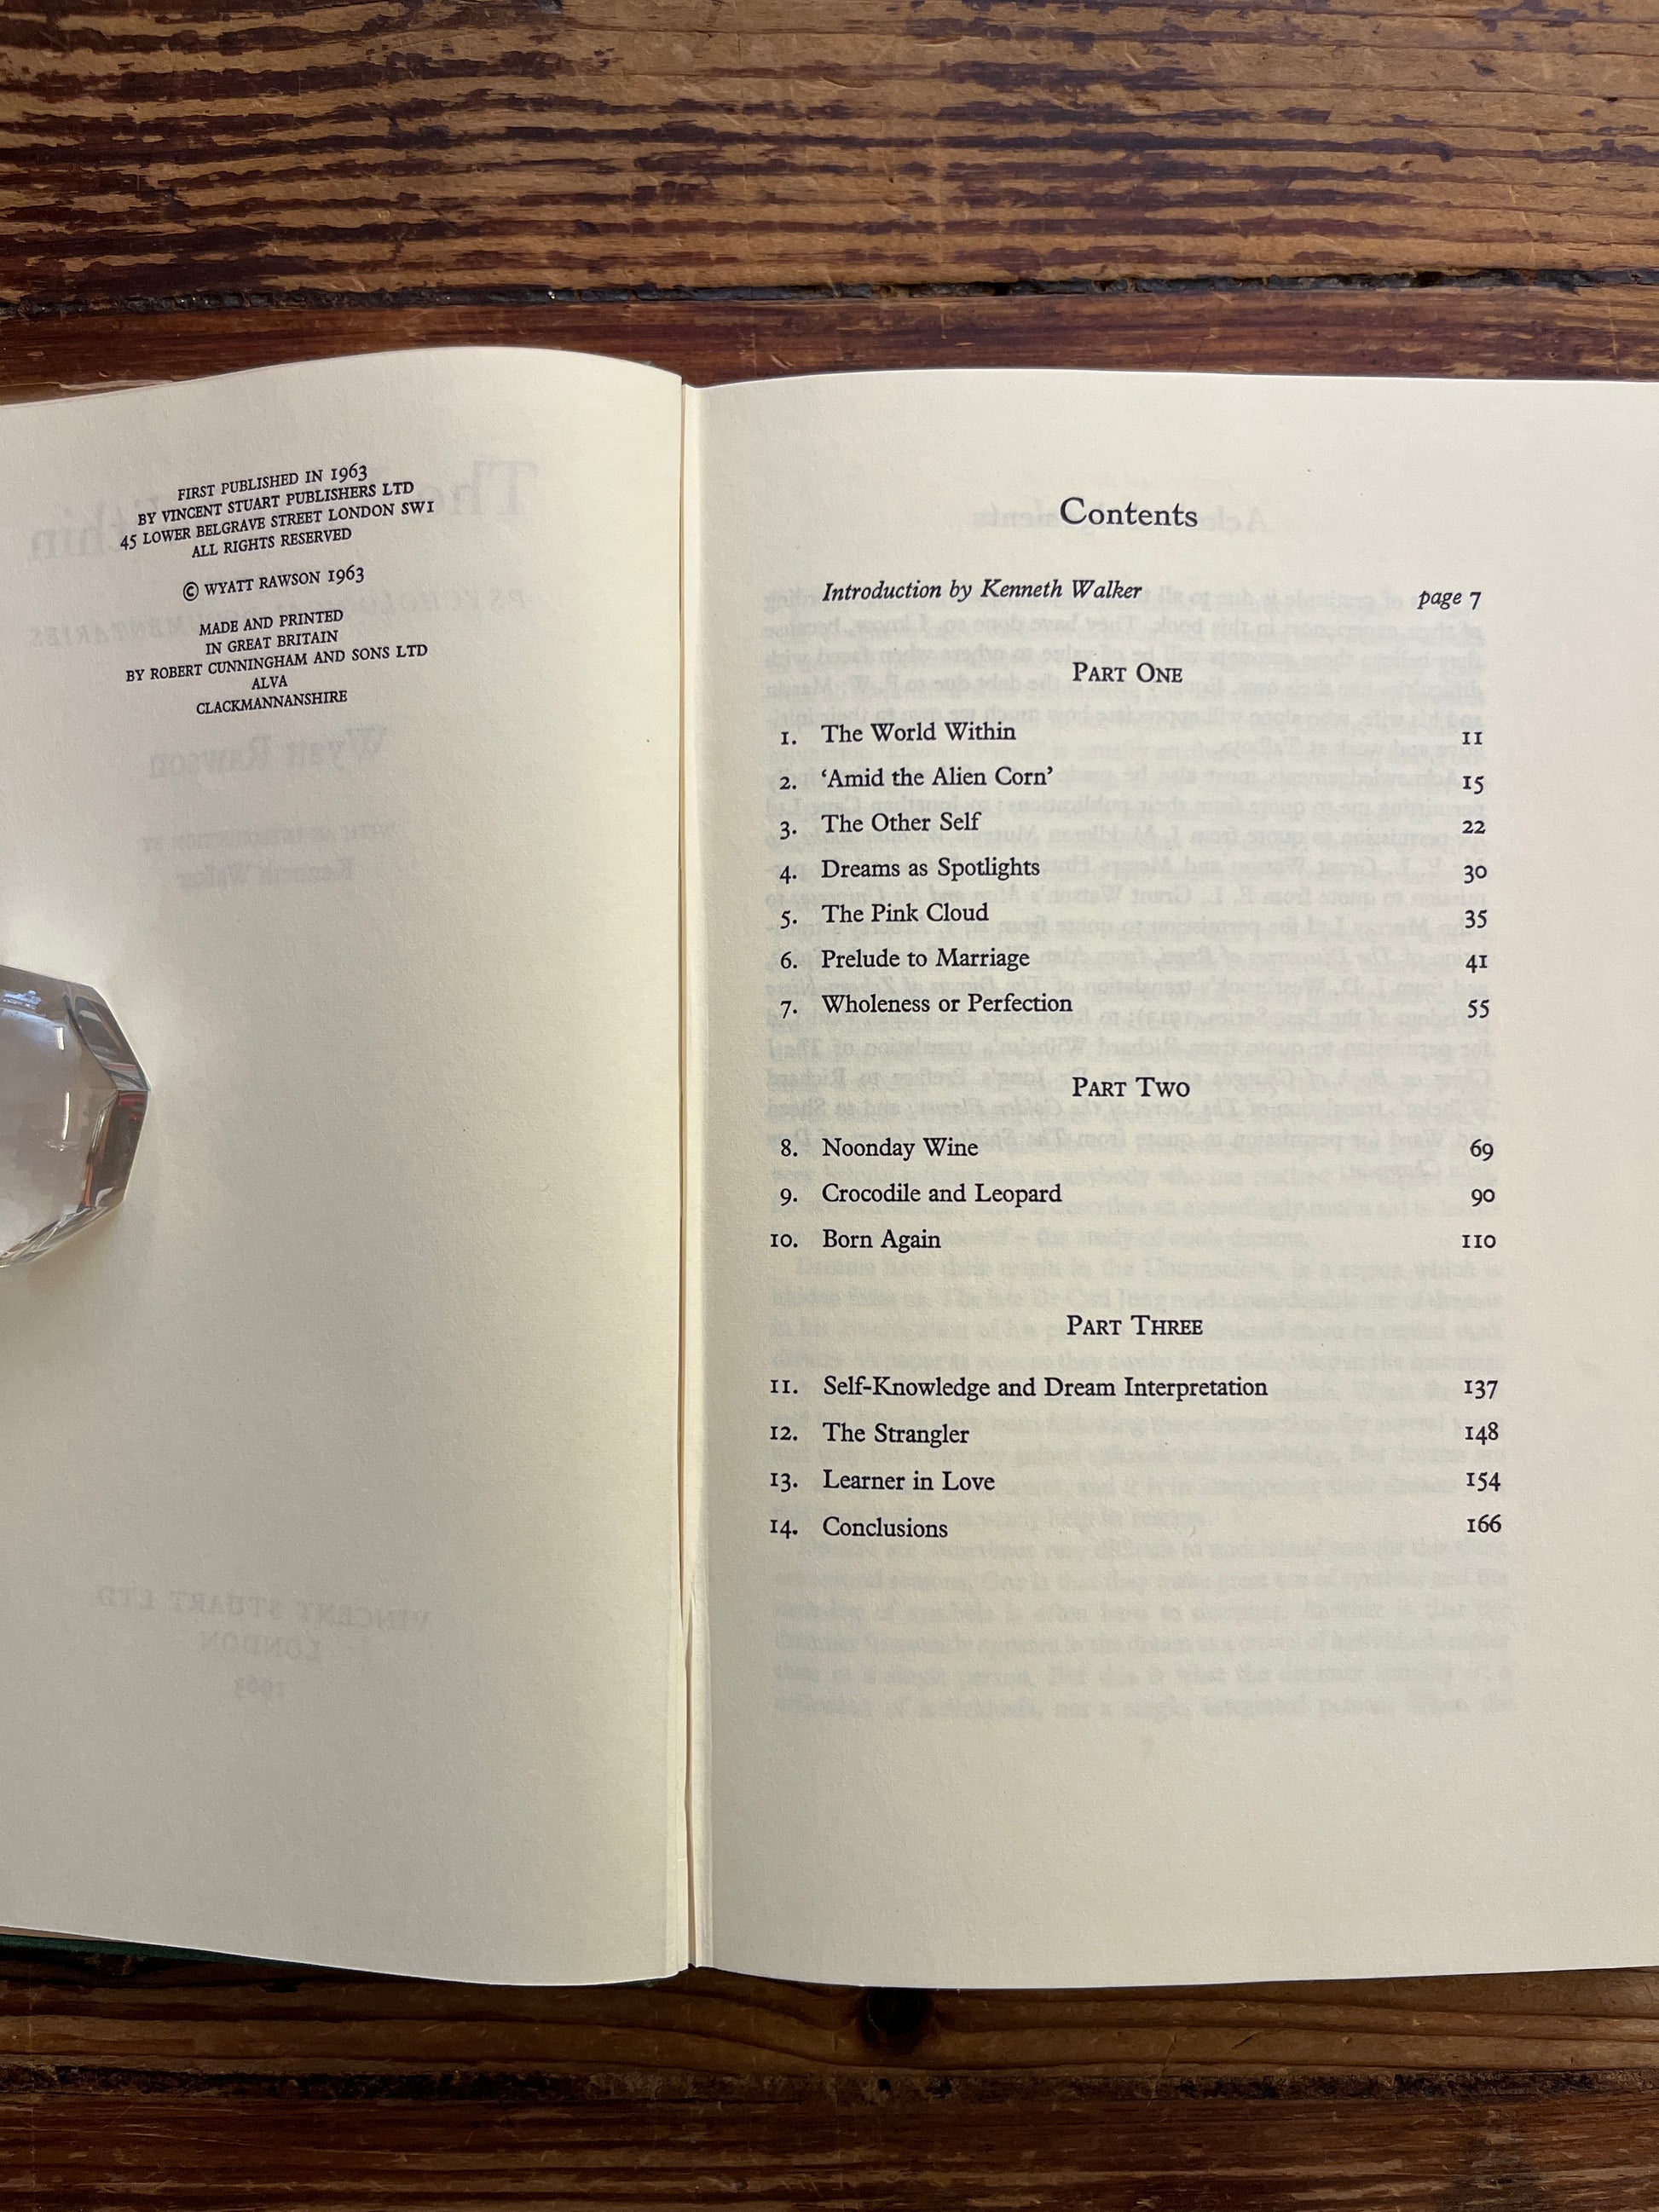 FIRST PUBLISHED IN 1963
BY VINCENT STUART PUBLISHERS LTD
45 LOWER BELGRAVE STREET LONDON SW1
ALL RIGHTS RESERVED
© WYATT RAWSON 1963
MADE AND PRINTED
IN GREAT BRITAIN
BY ROBERT CUNNINGHAM AND SONS LTD
ALVA
CLACKMANNANSHIRE
Contents
Introduction by Kenneth Walker page 7
PART ONE
1. The World Within 11
2. ‘Amid the Alien Corn’ 15
3. The Other Self 22
4. Dreams as Spotlights 30
5. The Pink Cloud 35
6. Prelude to Marriage 41
7. Wholeness or Perfection 55
PART TWO
8. Noonday Wine 69
9. Crocodile and Leopard 90
10. Born Again 110
PART THREE
11. Self-Knowledge and Dream Interpretation 137
12. The Strangler 148
13. Learner in Love 154
14. Conclusions 166